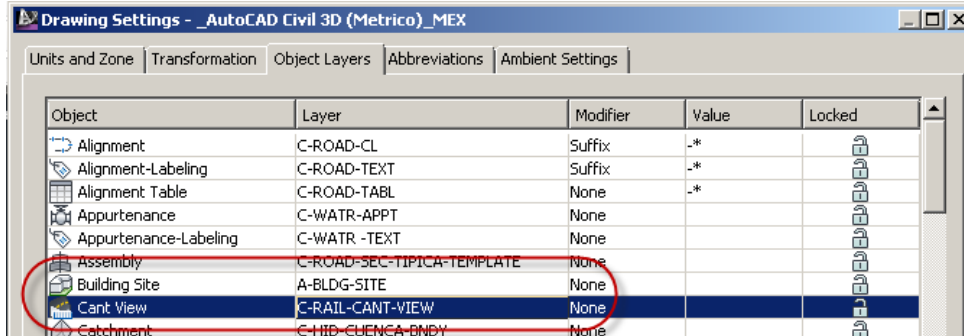 Drawing Settings - _AutoCAD Civil 3D (Metrico)_MEX
Units and Zone Transformation Object Layers Abbreviations Ambient Settings
Object Layer Modifier Value Locked
Alignment C-ROAD-CL Suffix -*
Alignment-Labeling C-ROAD-TEXT Suffix -*
Alignment Table C-ROAD-TABL None -*
Appurtenance C-WATR-APPT None
Appurtenance-Labeling C-WATR -TEXT None
Assembly C-ROAD-SEC-TIPICA-TEMPLATE None
Building Site A-BLDG-SITE None
Cant View C-RAIL-CANT-VIEW None
Catchment C-HID-CUENCA-BNDY None